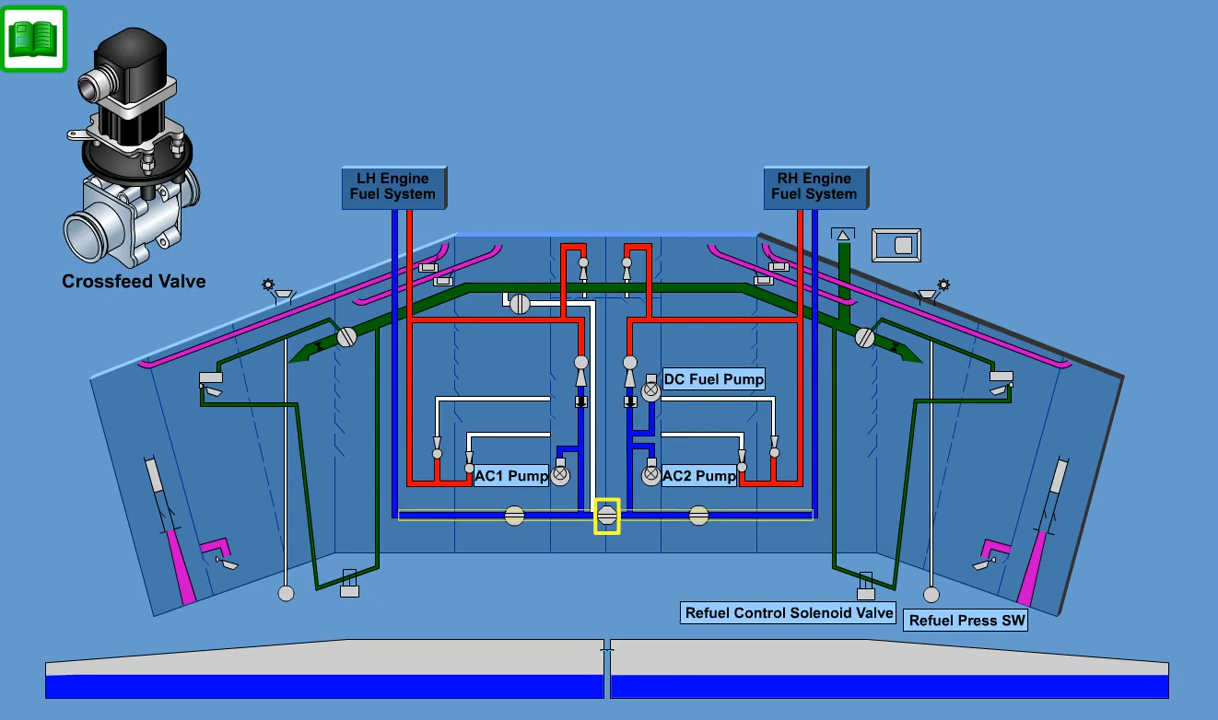 Crossfeed Valve
LH Engine
Fuel System
RH Engine
Fuel System
DC Fuel Pump
AC1 Pump
AC2 Pump
Refuel Control Solenoid Valve
Refuel Press SW